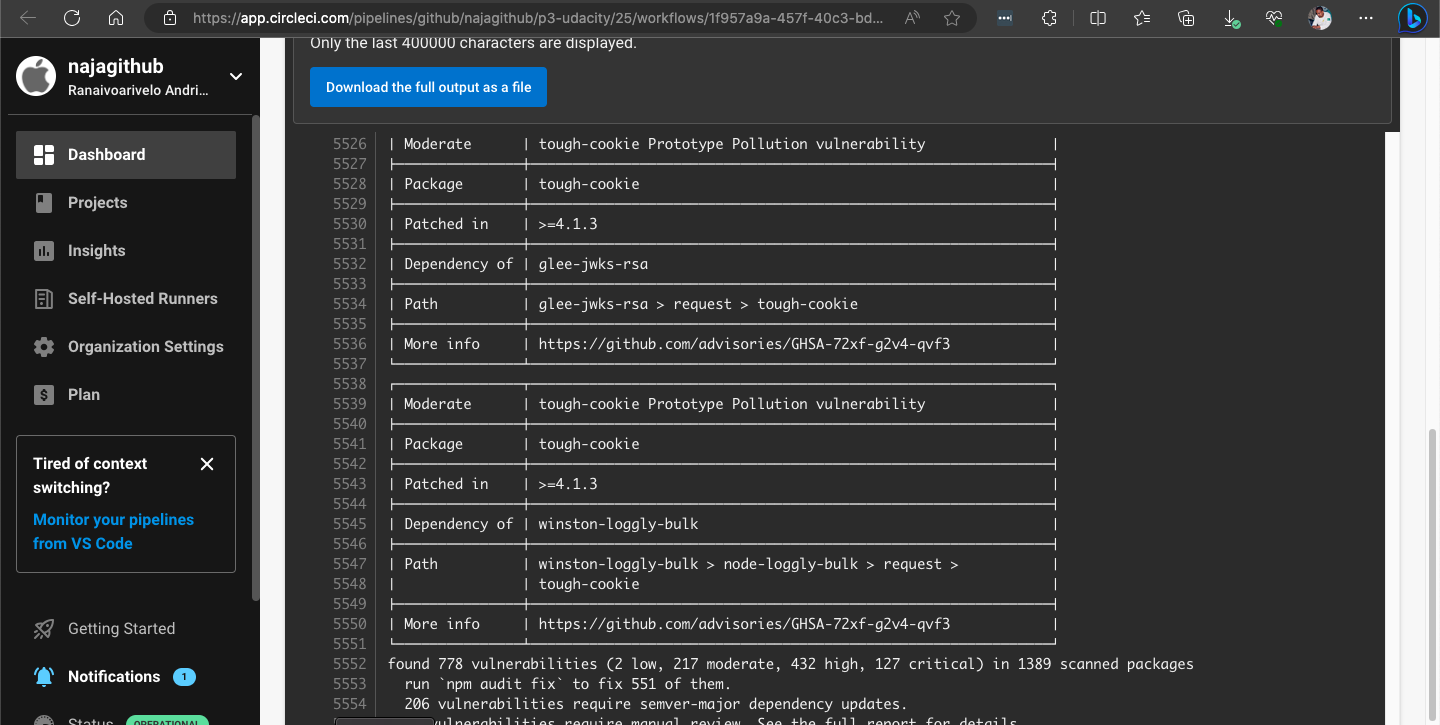 https://app.circleci.com/pipelines/github/najagithub/p3-udacity/25/workflows/1f957a9a-457f-40c3-bd...
najagithub
Ranaivoarivelo Andri...
Dashboard
Projects
Insights
Self-Hosted Runners
Organization Settings
Plan
Tired of context
switching?
Monitor your pipelines
from VS Code
Getting Started
Notifications 1
Status OPERATIONAL
Only the last 400000 characters are displayed.
Download the full output as a file
5526 | Moderate | tough-cookie Prototype Pollution vulnerability |
5527
5528 | Package | tough-cookie |
5529
5530 | Patched in | >=4.1.3 |
5531
5532 | Dependency of | glee-jwks-rsa |
5533
5534 | Path | glee-jwks-rsa > request > tough-cookie |
5535
5536 | More info | https://github.com/advisories/GHSA-72xf-g2v4-qvf3 |
5537
5538
5539 | Moderate | tough-cookie Prototype Pollution vulnerability |
5540
5541 | Package | tough-cookie |
5542
5543 | Patched in | >=4.1.3 |
5544
5545 | Dependency of | winston-loggly-bulk |
5546
5547 | Path | winston-loggly-bulk > node-loggly-bulk > request > |
5548 | | tough-cookie |
5549
5550 | More info | https://github.com/advisories/GHSA-72xf-g2v4-qvf3 |
5551
5552 found 778 vulnerabilities (2 low, 217 moderate, 432 high, 127 critical) in 1389 scanned packages
5553 run `npm audit fix` to fix 551 of them.
5554 206 vulnerabilities require semver-major dependency updates.
vulnerabilities require manual review. See the full report for details.